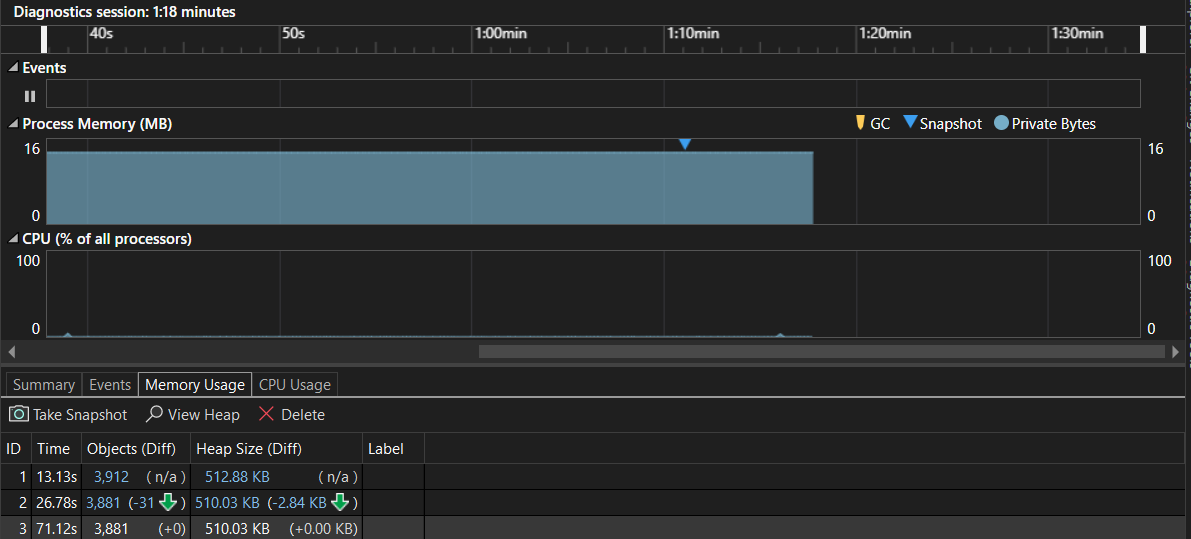 Diagnostics session: 1:18 minutes
40s 50s 1:00min 1:10min 1:20min 1:30min
Events
Process Memory (MB) GC Snapshot Private Bytes
16 16
0 0
CPU (% of all processors)
100 100
0 0
Summary Events Memory Usage CPU Usage
Take Snapshot View Heap Delete
ID Time Objects (Diff) Heap Size (Diff) Label
1 13.13s 3,912 ( n/a ) 512.88 KB ( n/a )
2 26.78s 3,881 (-31 ) 510.03 KB (-2.84 KB )
3 71.12s 3,881 (+0) 510.03 KB (+0.00 KB)